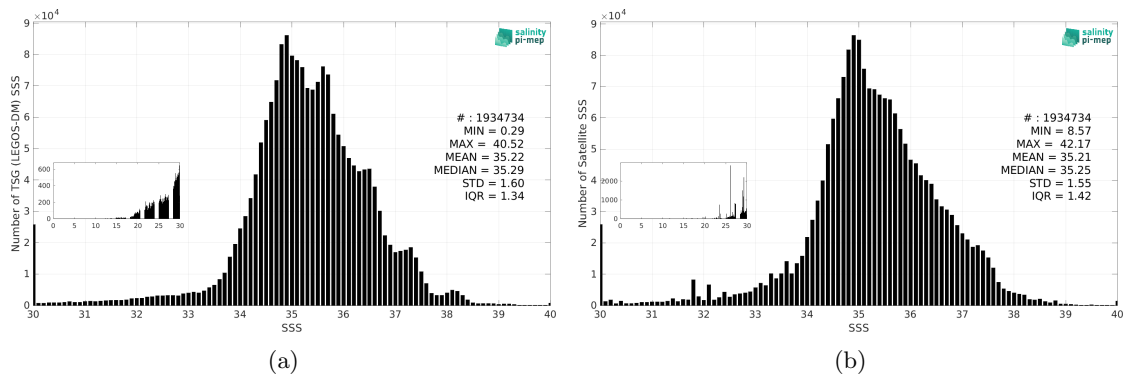 ×10⁴
9
8
7
6
5
4
3
2
1
0
Number of TSG (LEGOS-DM) SSS
salinity
pi-mep
# : 1934734
MIN = 0.29
MAX = 40.52
MEAN = 35.22
MEDIAN = 35.29
STD = 1.60
IQR = 1.34
600
400
200
0
0 5 10 15 20 25 30
30 31 32 33 34 35 36 37 38 39 40
SSS
(a)
×10⁴
9
8
7
6
5
4
3
2
1
0
Number of Satellite SSS
salinity
pi-mep
# : 1934734
MIN = 8.57
MAX = 42.17
MEAN = 35.21
MEDIAN = 35.25
STD = 1.55
IQR = 1.42
2000
1000
0
0 5 10 15 20 25 30
30 31 32 33 34 35 36 37 38 39 40
SSS
(b)